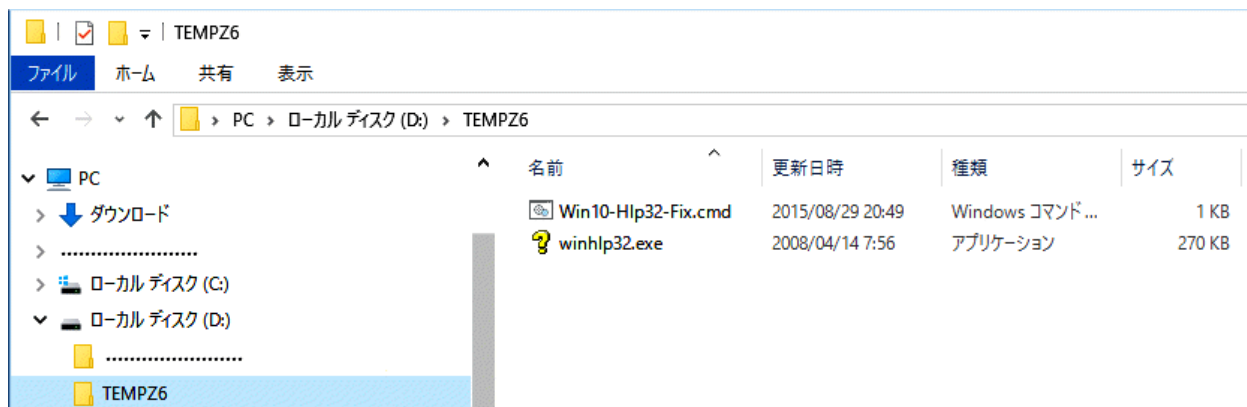 TEMPZ6
ファイル ホーム 共有 表示
PC › ローカル ディスク (D:) › TEMPZ6
名前 更新日時 種類 サイズ
PC
ダウンロード
.......................
ローカル ディスク (C:)
ローカル ディスク (D:)
.......................
TEMPZ6
Win10-Hlp32-Fix.cmd 2015/08/29 20:49 Windows コマンド ... 1 KB
winhlp32.exe 2008/04/14 7:56 アプリケーション 270 KB